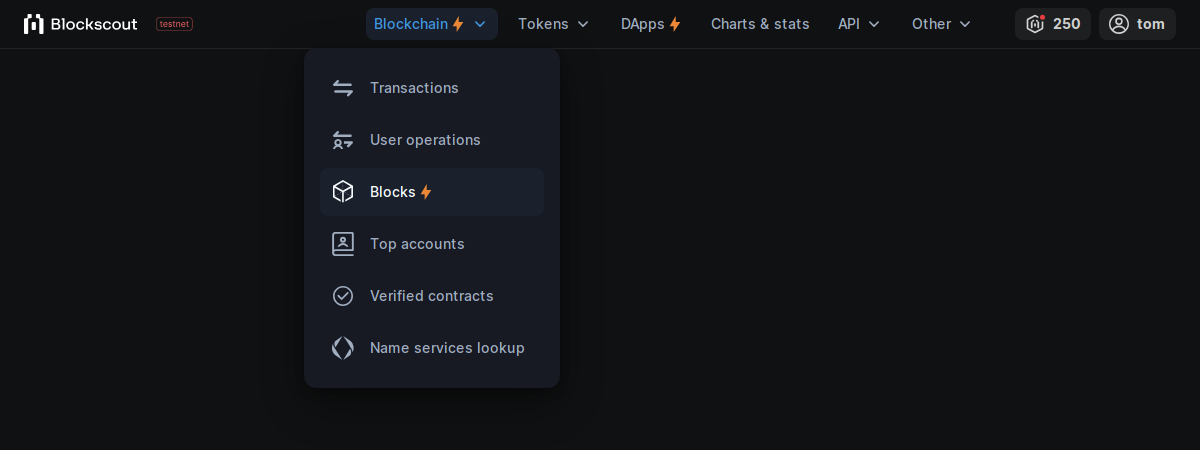 Blockscout testnet Blockchain Tokens DApps Charts & stats API Other 250 tom
Transactions
User operations
Blocks
Top accounts
Verified contracts
Name services lookup